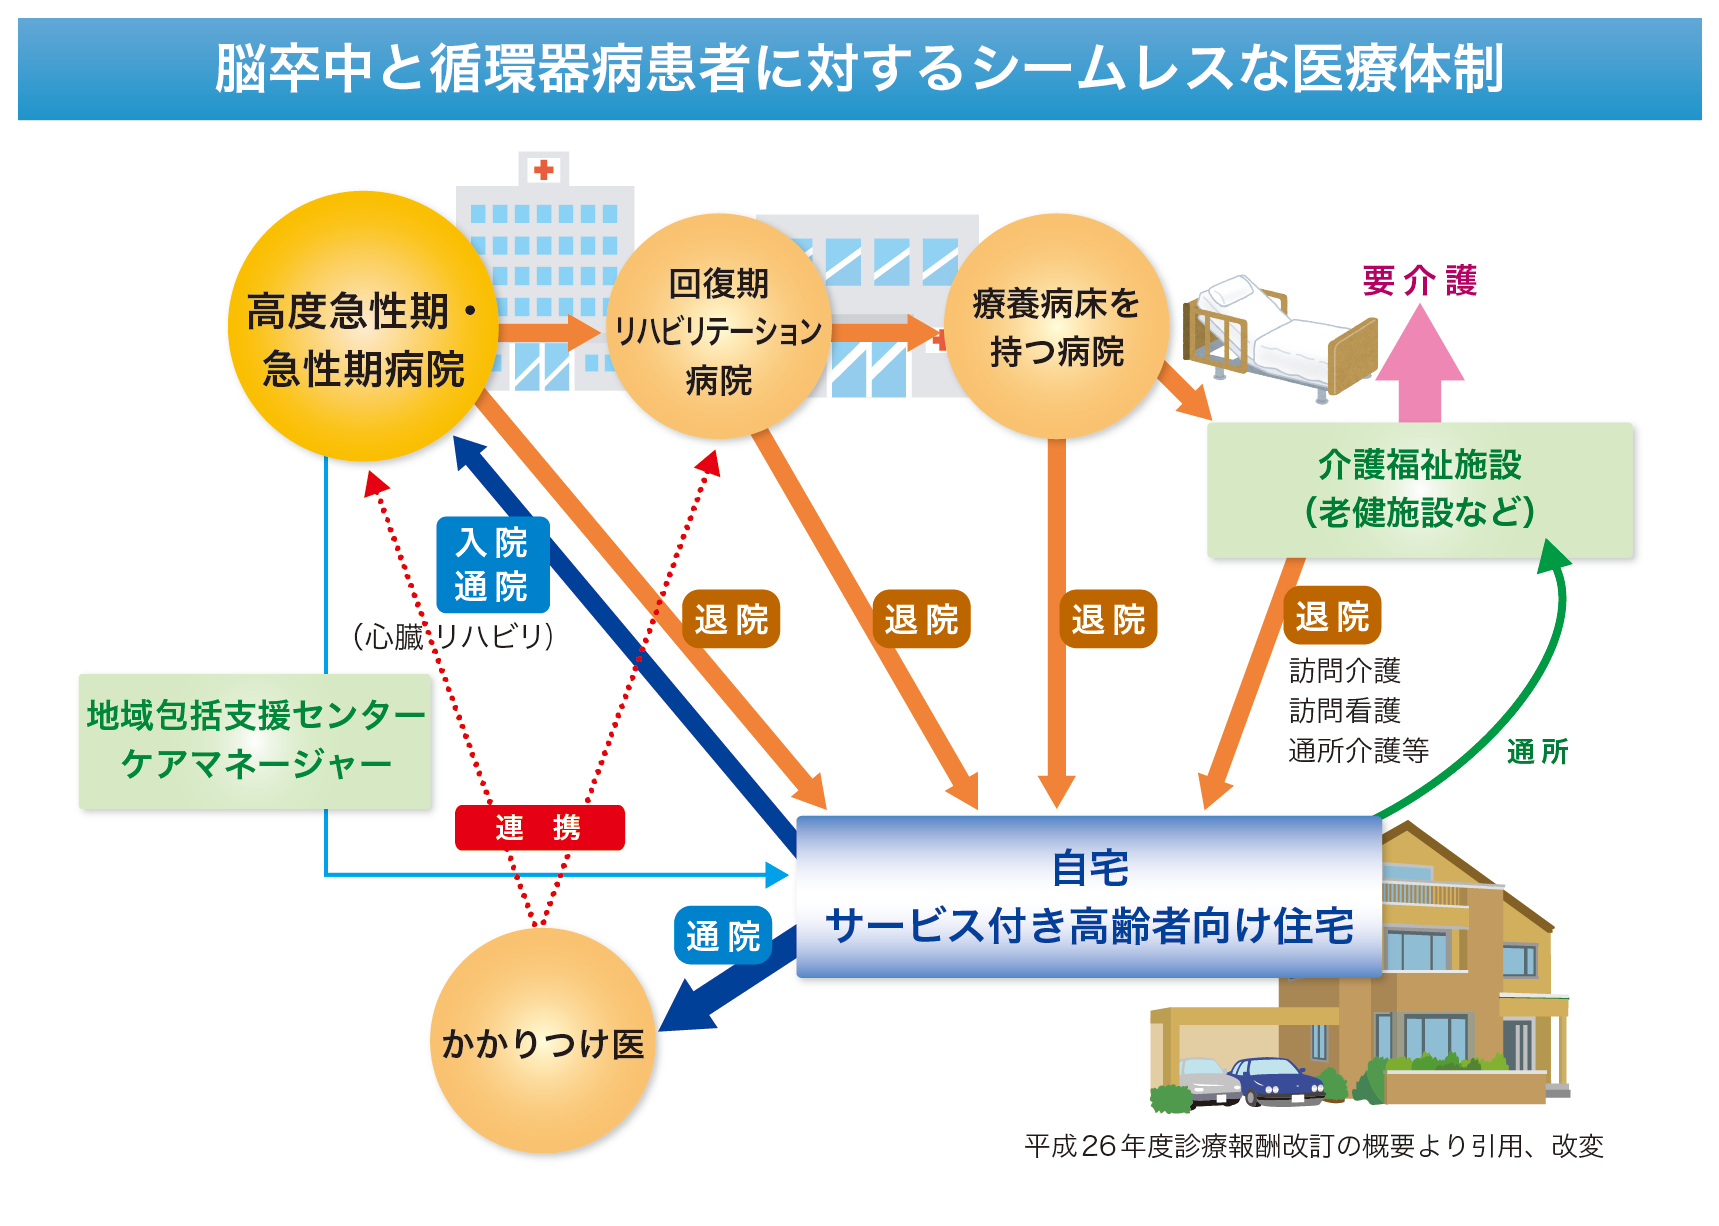 脳卒中と循環器病患者に対するシームレスな医療体制
高度急性期・
急性期病院
回復期
リハビリテーション
病院
療養病床を
持つ病院
要介護
介護福祉施設
（老健施設など）
入院
通院
（心臓リハビリ）
退院
退院
退院
退院
訪問介護
訪問看護
通所介護等
通所
地域包括支援センター
ケアマネージャー
連　携
自宅
サービス付き高齢者向け住宅
通院
かかりつけ医
平成26年度診療報酬改訂の概要より引用、改変